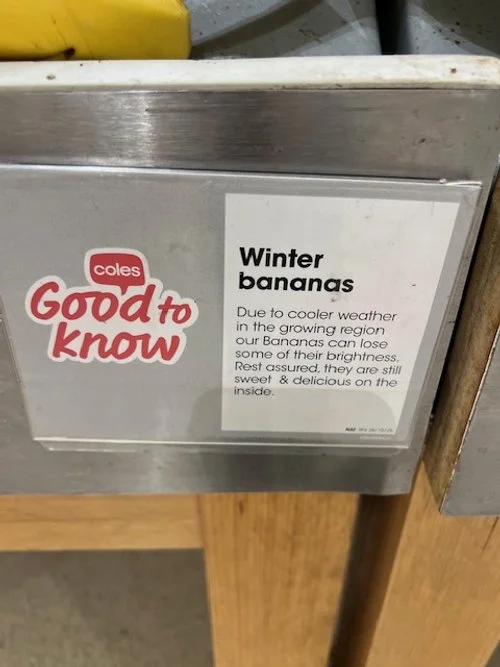 coles
Good to
know
Winter
bananas
Due to cooler weather
in the growing region
our Bananas can lose
some of their brightness.
Rest assured, they are still
sweet & delicious on the
inside.